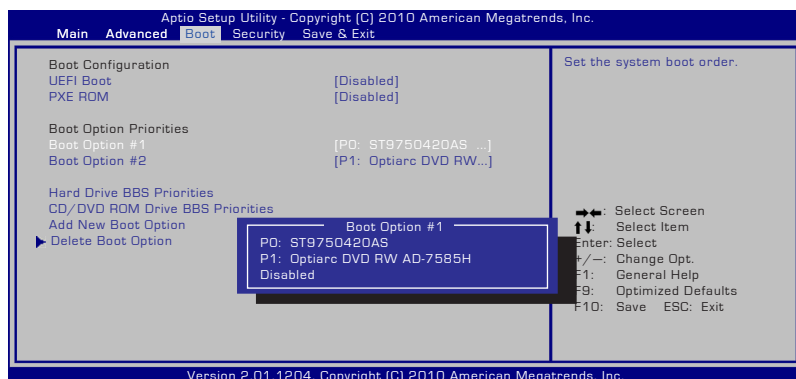 Aptio Setup Utility - Copyright (C) 2010 American Megatrends, Inc.
Main Advanced Boot Security Save & Exit
Boot Configuration
UEFI Boot [Disabled]
PXE ROM [Disabled]
Boot Option Priorities
Boot Option #1 [P0: ST9750420AS ...]
Boot Option #2 [P1: Optiarc DVD RW...]
Hard Drive BBS Priorities
CD/DVD ROM Drive BBS Priorities
Add New Boot Option
Delete Boot Option
Boot Option #1
P0: ST9750420AS
P1: Optiarc DVD RW AD-7585H
Disabled
Set the system boot order.
→←: Select Screen
↑↓: Select Item
Enter: Select
+/—: Change Opt.
F1: General Help
F9: Optimized Defaults
F10: Save ESC: Exit
Version 2.01.1204. Copyright (C) 2010 American Megatrends, Inc.